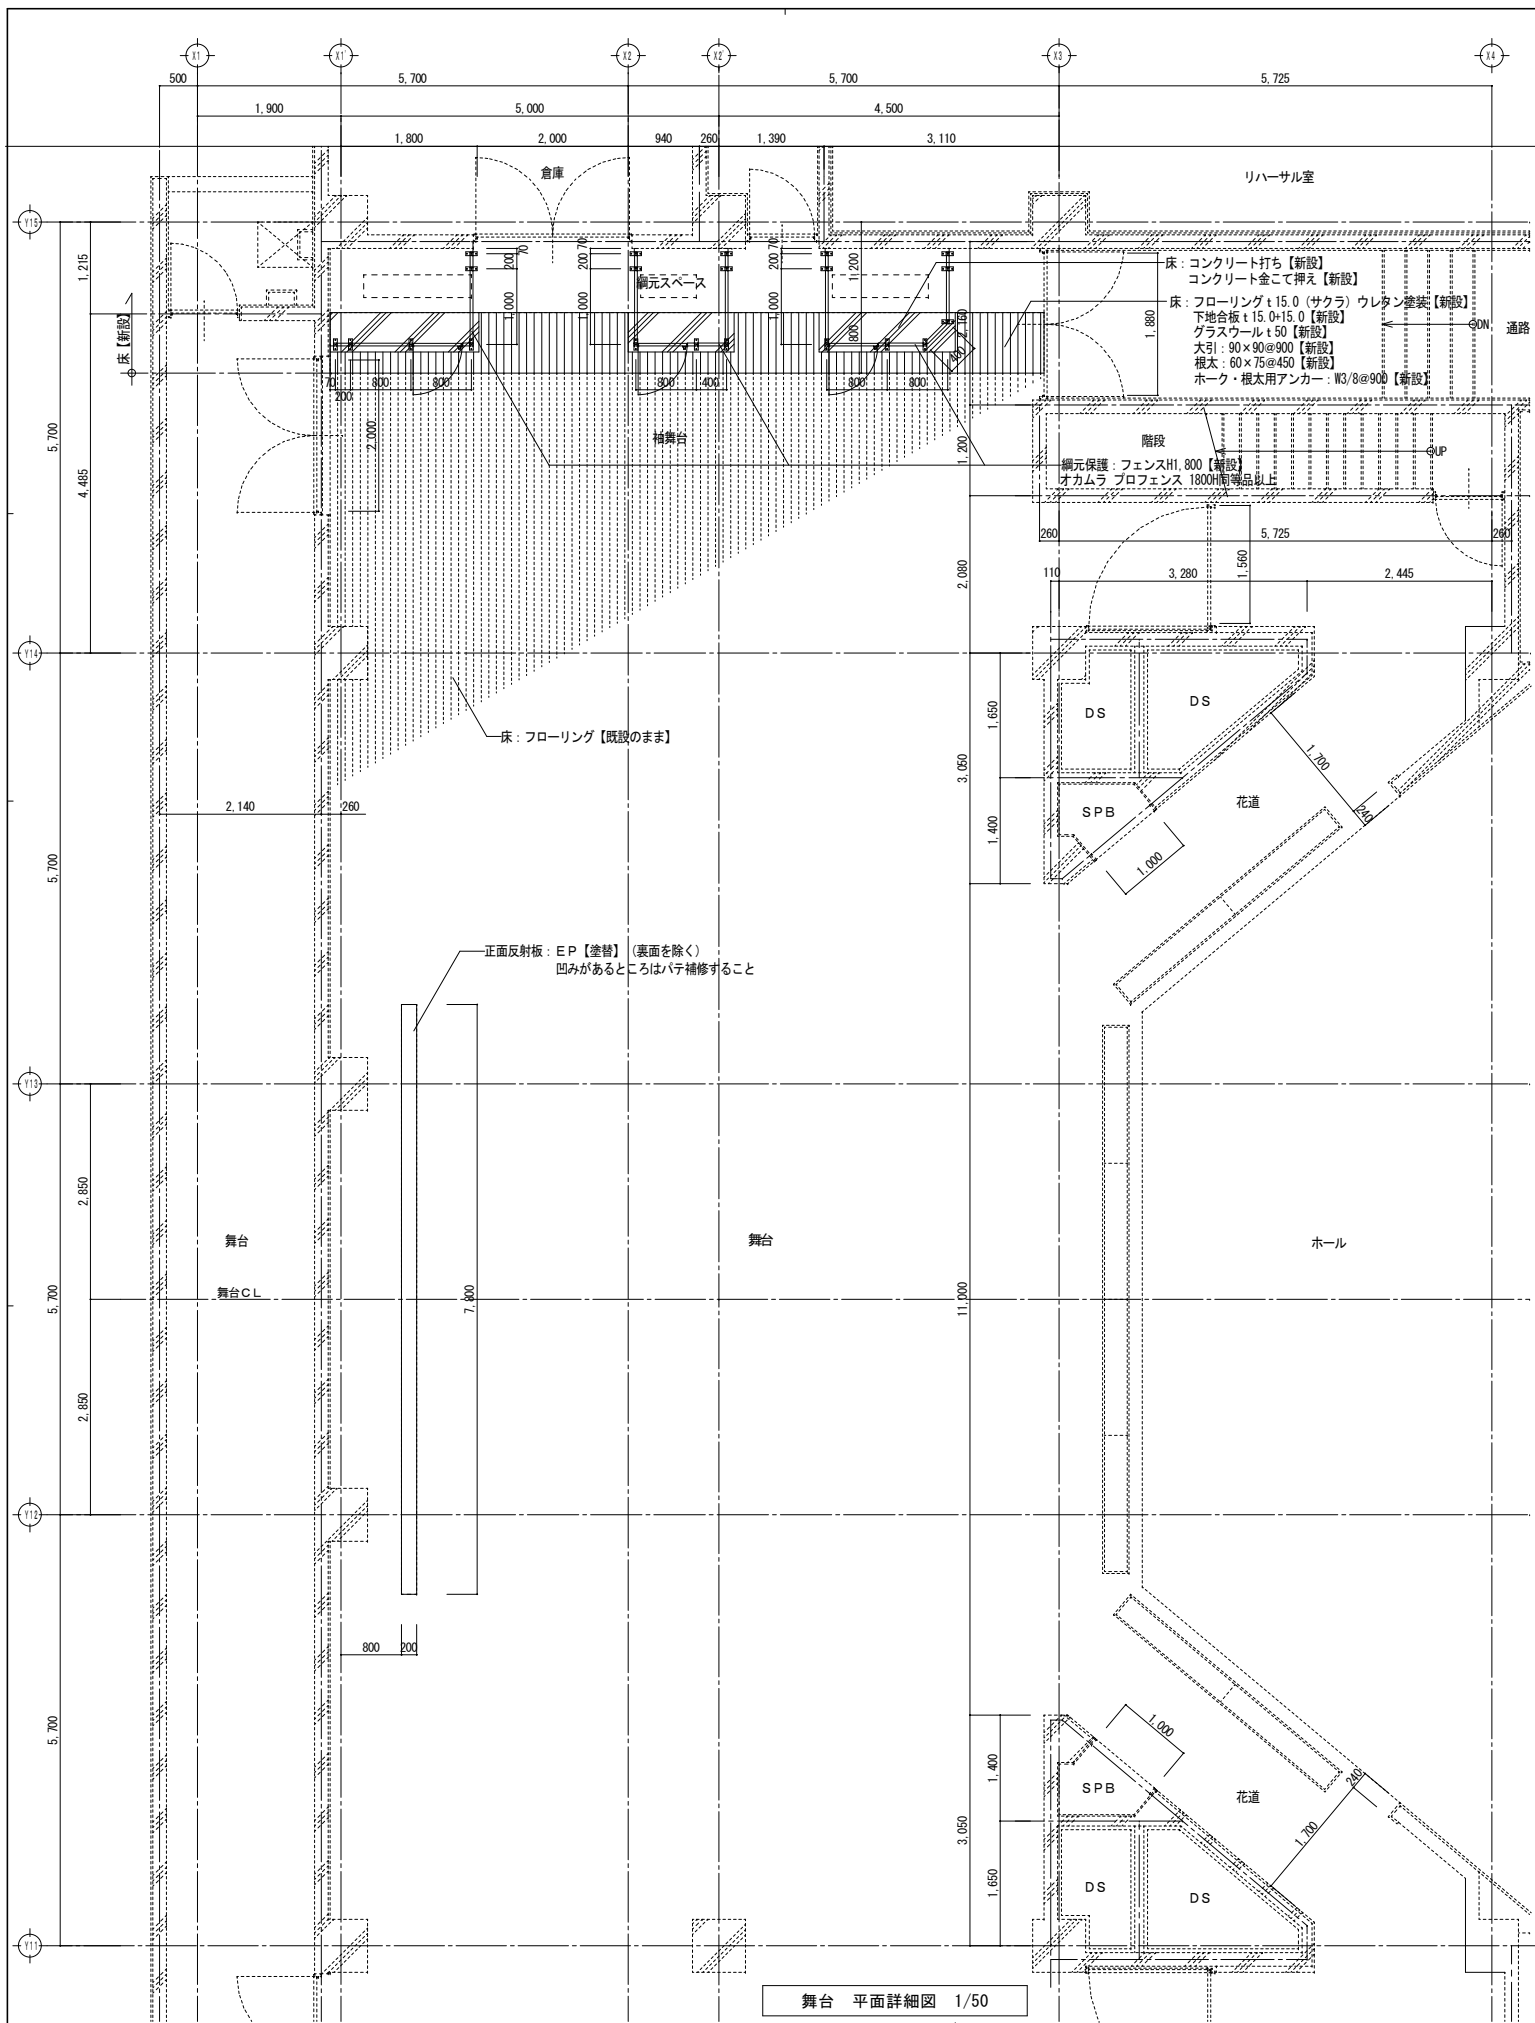 X1
X1'
X2
X2'
X3
X4
500
5,700
5,700
5,725
1,900
5,000
4,500
1,800
2,000
940
260
1,390
3,110
倉庫
リハーサル室
Y15
1,215
70
200
1,000
200 70
1,000
綱元スペース
200 70
1,000
1,200
800
2,160
400
床：コンクリート打ち【新設】
コンクリート金こて押え【新設】
床：フローリングｔ15.0（サクラ）ウレタン塗装【新設】
下地合板ｔ15.0+15.0【新設】
グラスウールｔ50【新設】
大引：90×90@900【新設】
根太：60×75@450【新設】
ホーク・根太用アンカー：W3/8@900【新設】
1,880
DN
通路
床【新設】
70
200
800
800
800
400
800
800
2,000
5,700
4,485
袖舞台
1,200
階段
UP
綱元保護：フェンスH1,800【新設】
オカムラ プロフェンス 1800H同等品以上
260
5,725
260
2,080
1,560
110
3,280
2,445
Y14
1,650
3,050
1,400
DS
DS
SPB
花道
1,700
240
1,000
床：フローリング【既設のまま】
2,140
260
5,700
正面反射板：ＥＰ【塗替】（裏面を除く）
凹みがあるところはパテ補修すること
Y13
2,850
舞台
舞台
ホール
舞台ＣＬ
5,700
7,800
11,000
2,850
Y12
800
200
5,700
1,000
1,400
SPB
花道
240
1,700
3,050
1,650
DS
DS
Y11
舞台　平面詳細図　1/50